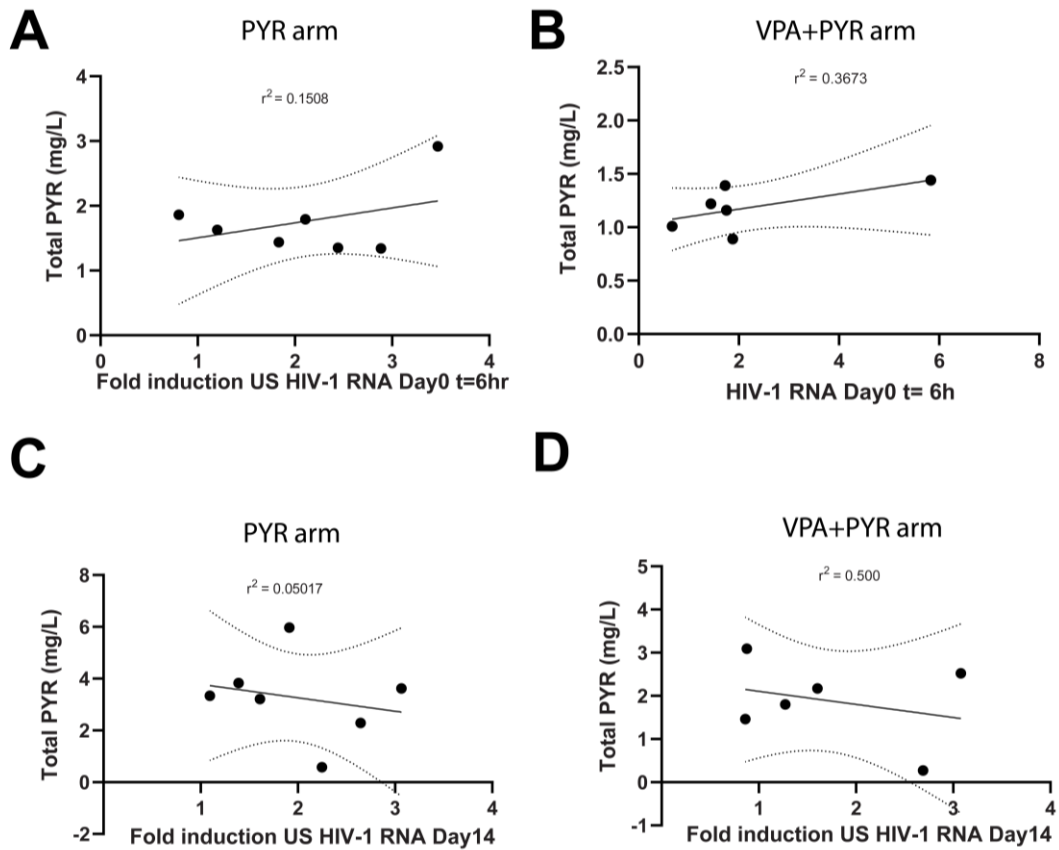 A
PYR arm
r² = 0.1508
Total PYR (mg/L)
4
3
2
1
0
0 1 2 3 4
Fold induction US HIV-1 RNA Day0 t=6hr
B
VPA+PYR arm
r² = 0.3673
Total PYR (mg/L)
2.5
2.0
1.5
1.0
0.5
0.0
0 2 4 6 8
HIV-1 RNA Day0 t= 6h
C
PYR arm
r² = 0.05017
Total PYR (mg/L)
8
6
4
2
0
-2
1 2 3 4
Fold induction US HIV-1 RNA Day14
D
VPA+PYR arm
r² = 0.500
Total PYR (mg/L)
5
4
3
2
1
0
-1
1 2 3 4
Fold induction US HIV-1 RNA Day14